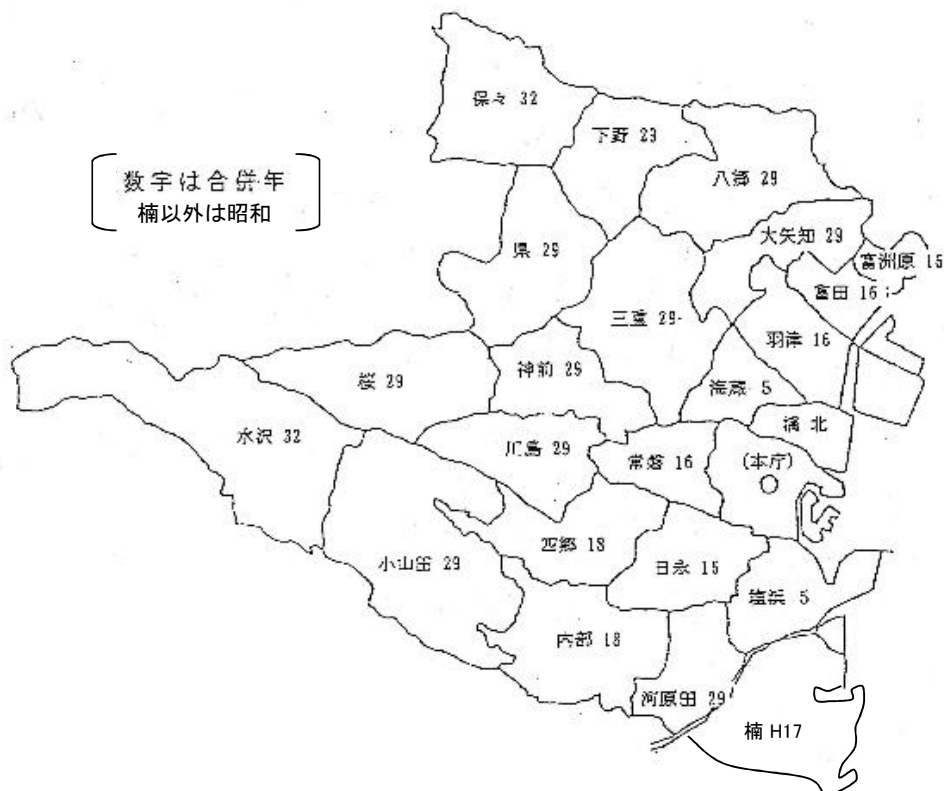 保々 32
下野 29
八郷 29
数字は合併年
楠以外は昭和
県 29
大矢知 29
富洲原 15
富田 16
三重 29
羽津 16
桜 29
神前 29
海蔵 5
橋北
水沢 32
川島 29
常磐 16
(本庁)
四郷 18
小山田 29
日永 15
塩浜 5
内部 18
河原田 29
楠 H17